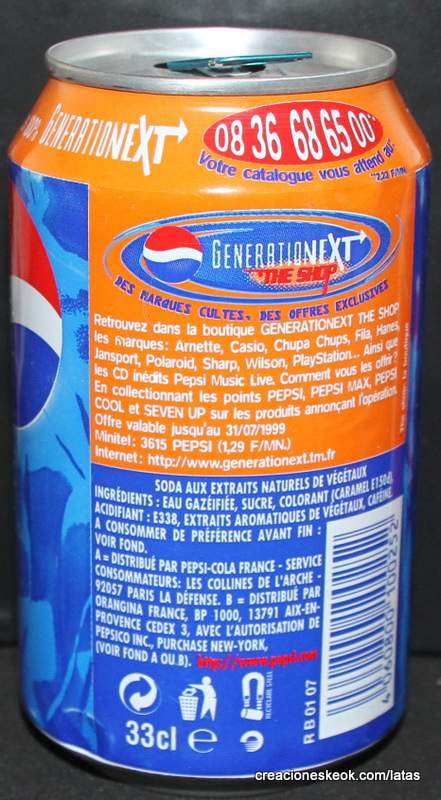 100% GENERATIONEXT
08 36 68 65 00
Votre catalogue vous attend au
2,23 F/MN.
GENERATIONEXT
THE SHOP
DES MARQUES CULTES, DES OFFRES EXCLUSIVES
Retrouvez dans la boutique GENERATIONEXT THE SHOP
les marques: Arnette, Casio, Chupa Chups, Fila, Hanes,
Jansport, Polaroid, Sharp, Wilson, PlayStation... Ainsi que
les CD inédits Pepsi Music Live. Comment vous les offrir ?
En collectionnant les points PEPSI, PEPSI MAX, PEPSI
COOL et SEVEN UP sur les produits annonçant l'opération
Offre valable jusqu'au 31/07/1999
Minitel: 3615 PEPSI (1,29 F/MN.)
Internet: http://www.generationext.tm.fr
SODA AUX EXTRAITS NATURELS DE VÉGÉTAUX
INGRÉDIENTS : EAU GAZÉIFIÉE, SUCRE, COLORANT (CARAMEL E150d),
ACIDIFIANT : E338, EXTRAITS AROMATIQUES DE VÉGÉTAUX, CAFÉINE.
A CONSOMMER DE PRÉFÉRENCE AVANT FIN :
VOIR FOND.
A = DISTRIBUÉ PAR PEPSI-COLA FRANCE - SERVICE
CONSOMMATEURS: LES COLLINES DE L'ARCHE -
92057 PARIS LA DÉFENSE. B = DISTRIBUÉ PAR
ORANGINA FRANCE, BP 1000, 13791 AIX-EN-
PROVENCE CEDEX 3, AVEC L'AUTORISATION DE
PEPSICO INC., PURCHASE NEW-YORK,
(VOIR FOND A OU B). http://www.pepsi.net
4 060800 100252
RECYCLABLE
33cl e
R B 01 07
creacioneskeok.com/latas